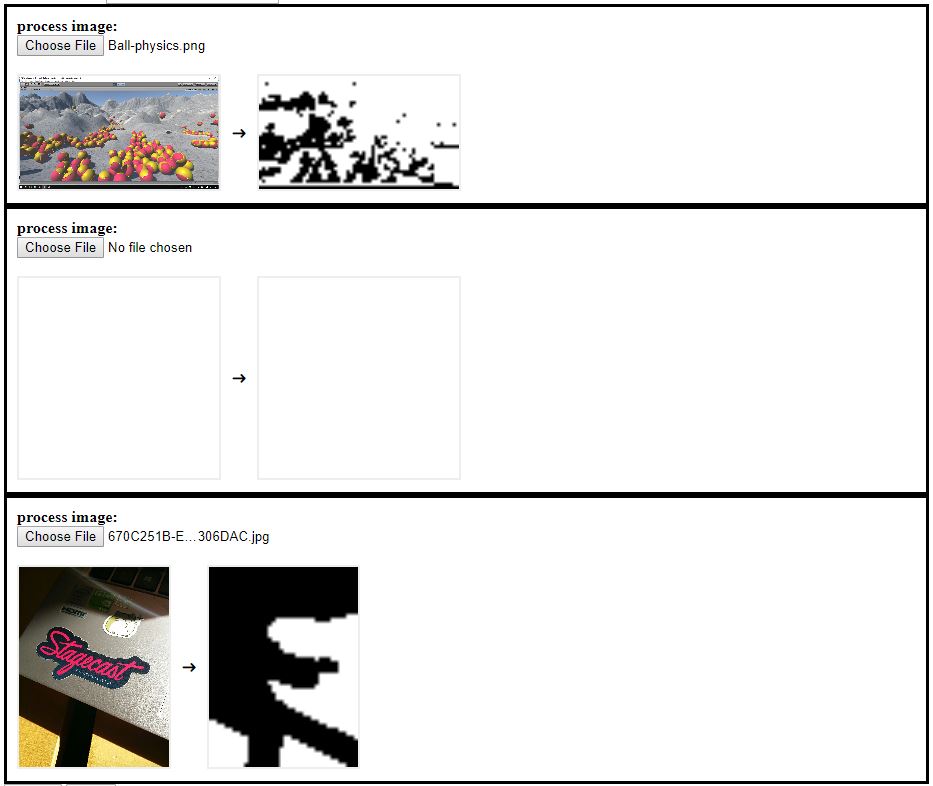 process image:
Choose File Ball-physics.png
→
process image:
Choose File No file chosen
→
process image:
Choose File 670C251B-E...306DAC.jpg
HDMI
Stagecast
→